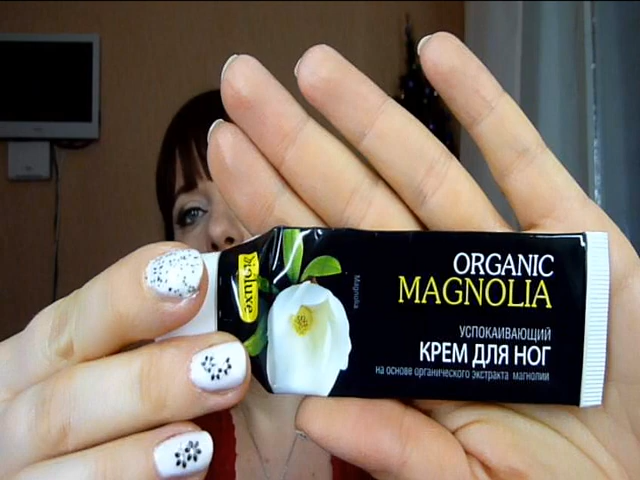 ORGANIC
MAGNOLIA
УСПОКАИВАЮЩИЙ
КРЕМ ДЛЯ НОГ
на основе органического экстракта магнолии